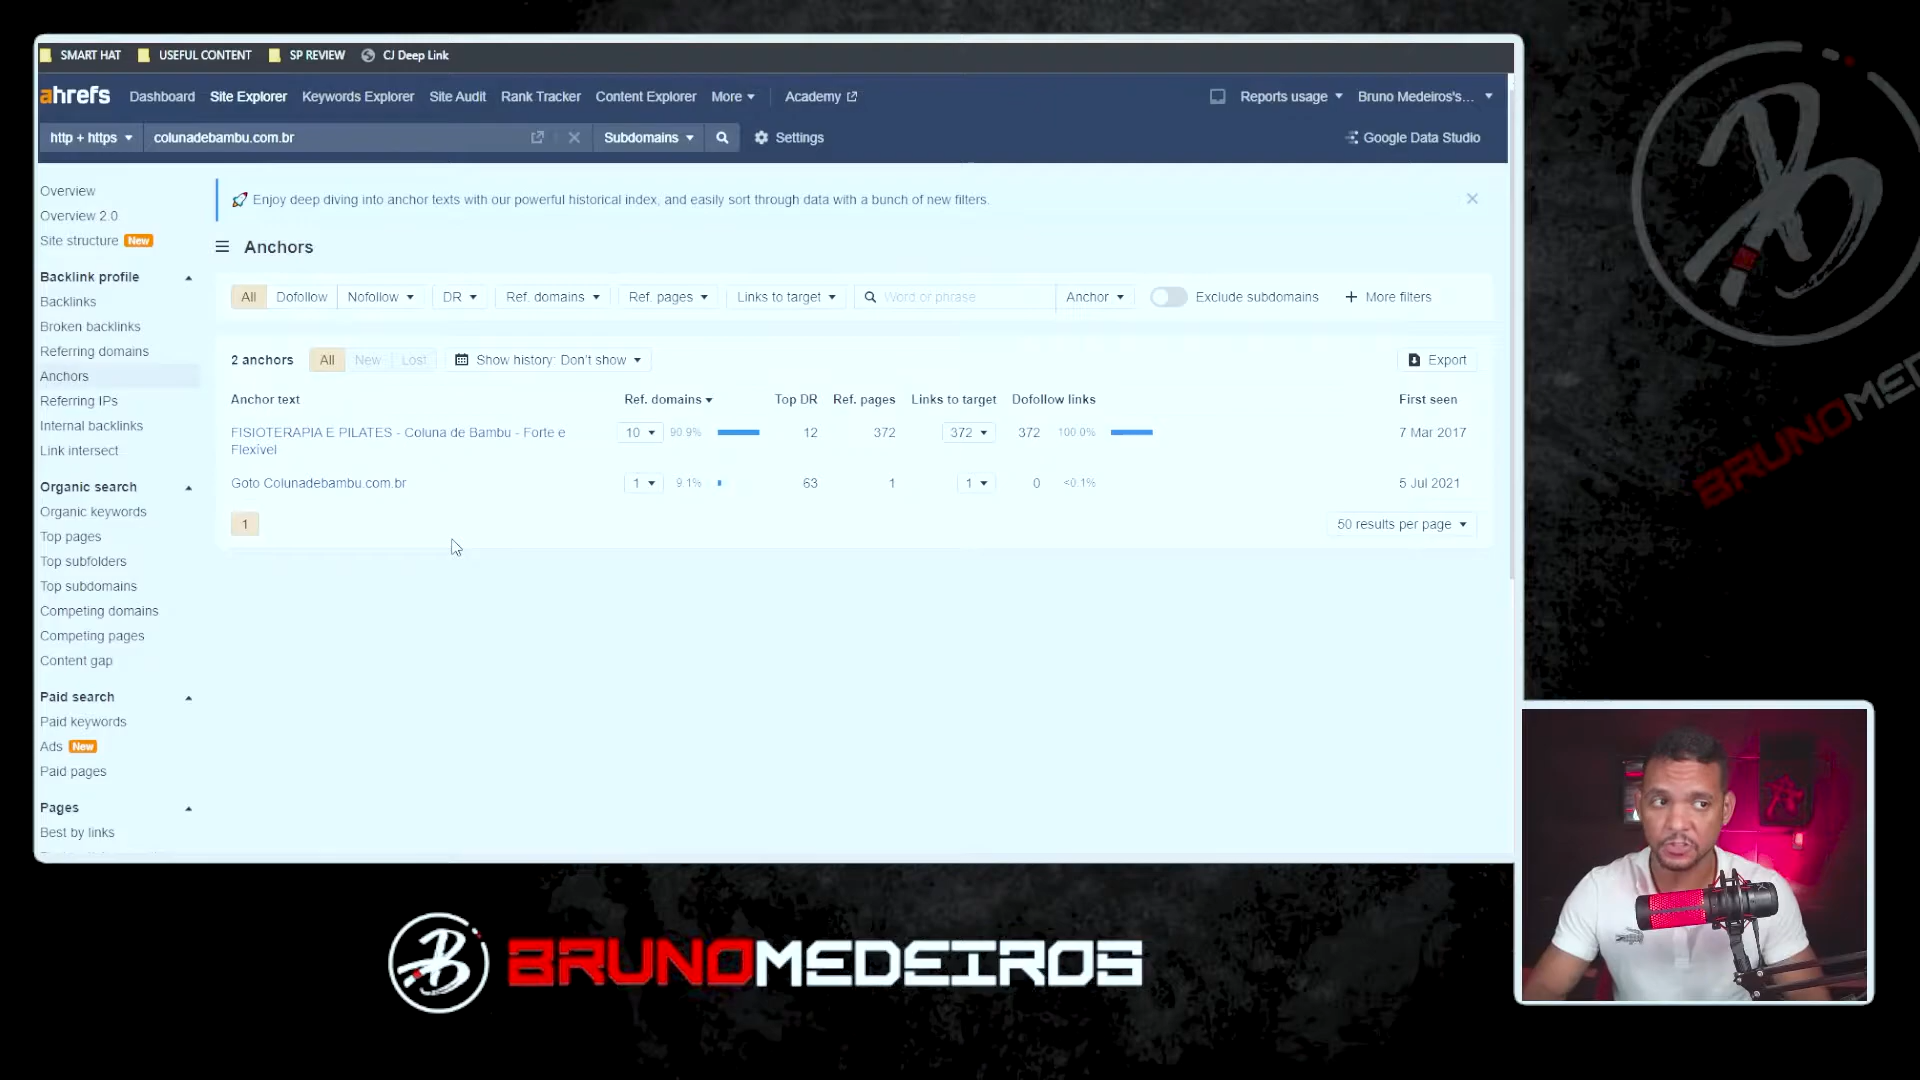 SMART HAT USEFUL CONTENT SP REVIEW CJ Deep Link
ahrefs Dashboard Site Explorer Keywords Explorer Site Audit Rank Tracker Content Explorer More Academy Reports usage Bruno Medeiros's...
http + https colunadebambu.com.br Subdomains Settings Google Data Studio
Overview
Overview 2.0
Site structure New
Backlink profile
Backlinks
Broken backlinks
Referring domains
Anchors
Referring IPs
Internal backlinks
Link intersect
Organic search
Organic keywords
Top pages
Top subfolders
Top subdomains
Competing domains
Competing pages
Content gap
Paid search
Paid keywords
Ads New
Paid pages
Pages
Best by links
Enjoy deep diving into anchor texts with our powerful historical index, and easily sort through data with a bunch of new filters.
Anchors
All Dofollow Nofollow DR Ref. domains Ref. pages Links to target Word or phrase Anchor Exclude subdomains + More filters
2 anchors All New Lost Show history: Don't show Export
Anchor text Ref. domains Top DR Ref. pages Links to target Dofollow links First seen
FISIOTERAPIA E PILATES - Coluna de Bambu - Forte e 10 90.9% 12 372 372 372 100.0% 7 Mar 2017
Flexível
Goto Colunadebambu.com.br 1 9.1% 63 1 1 0 <0.1% 5 Jul 2021
1 50 results per page
BRUNOMEDEIROS
BRUNOMED